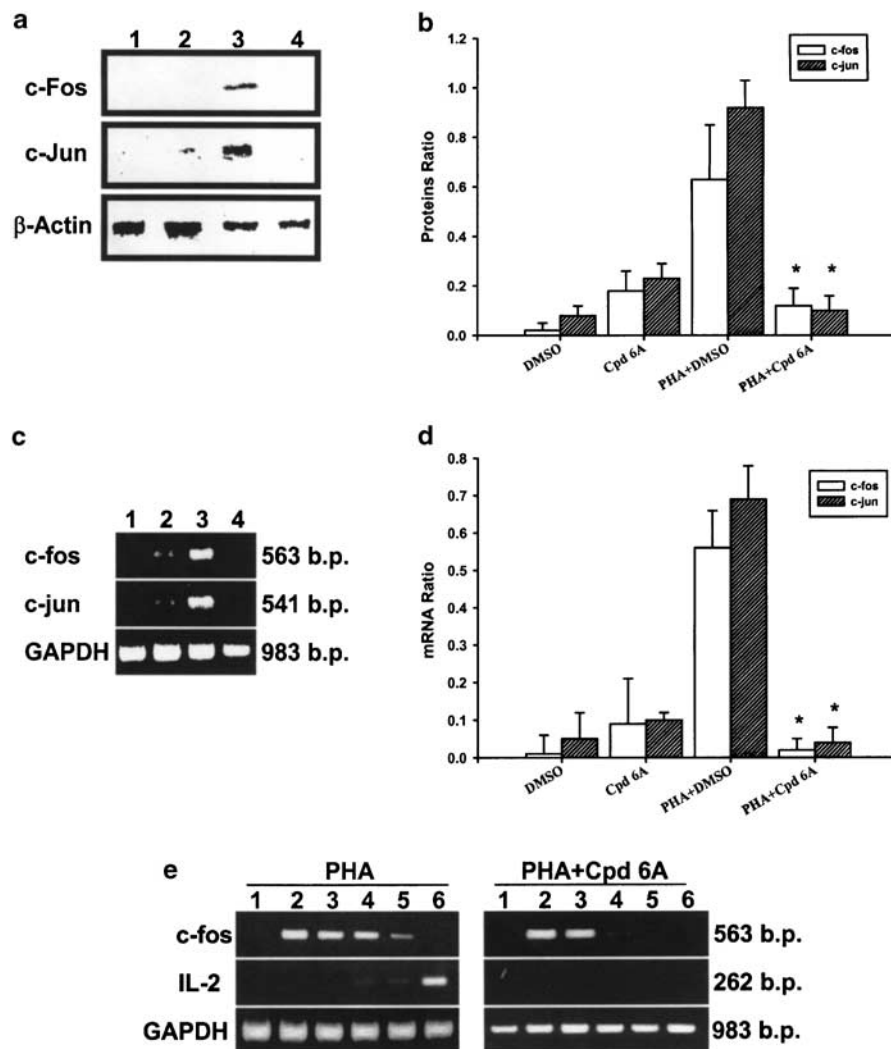 a
1 2 3 4
c-Fos
c-Jun
β-Actin
b
1.2
1.0
0.8
0.6
0.4
0.2
0.0
Proteins Ratio
c-fos
c-jun
* *
DMSO
Cpd 6A
PHA+DMSO
PHA+Cpd 6A
c
1 2 3 4
c-fos 563 b.p.
c-jun 541 b.p.
GAPDH 983 b.p.
d
0.8
0.7
0.6
0.5
0.4
0.3
0.2
0.1
0.0
mRNA Ratio
c-fos
c-jun
* *
DMSO
Cpd 6A
PHA+DMSO
PHA+Cpd 6A
e
PHA PHA+Cpd 6A
1 2 3 4 5 6 1 2 3 4 5 6
c-fos 563 b.p.
IL-2 262 b.p.
GAPDH 983 b.p.